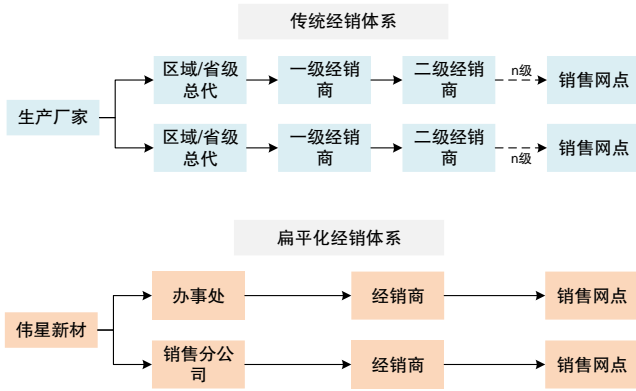 传统经销体系
区域/省级
总代
一级经销
商
二级经销
商
n级
销售网点
生产厂家
区域/省级
总代
一级经销
商
二级经销
商
n级
销售网点
扁平化经销体系
办事处
经销商
销售网点
伟星新材
销售分公
司
经销商
销售网点